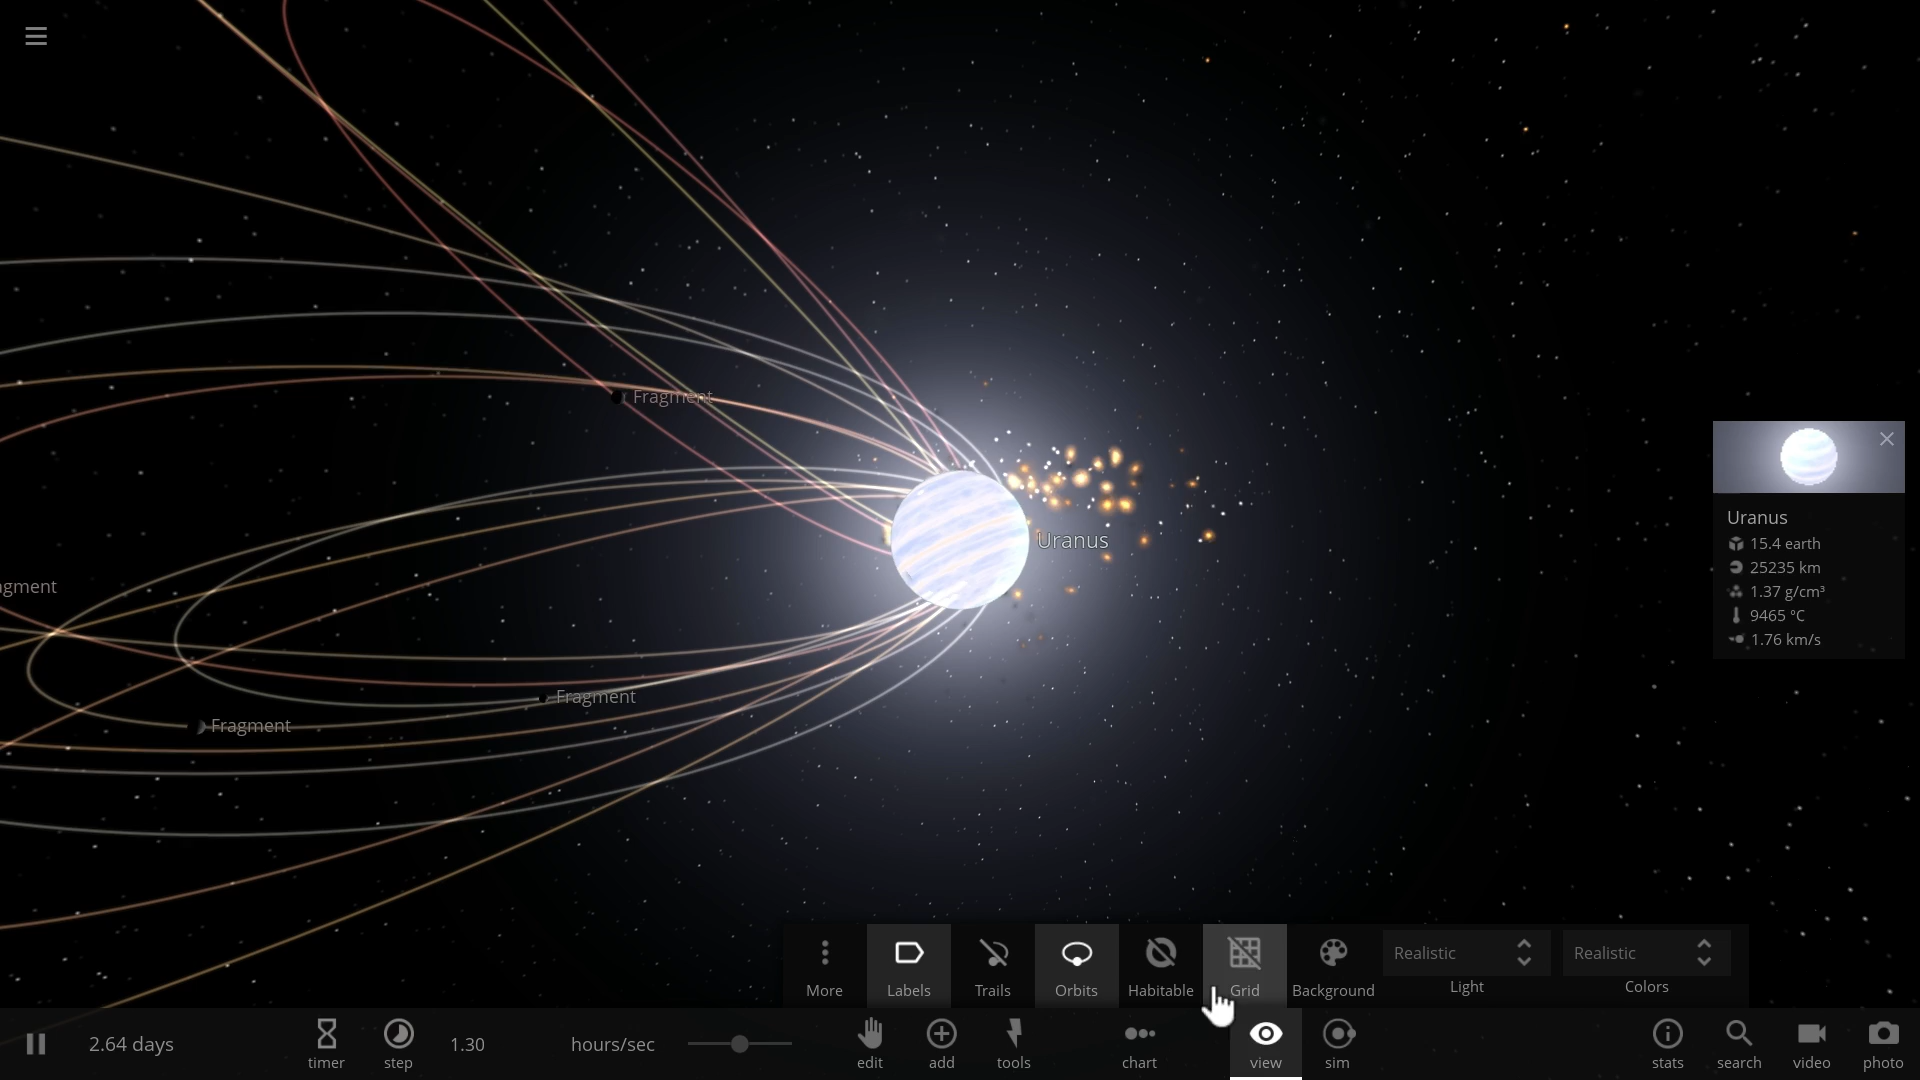 Fragment
Uranus
agment
Fragment
Fragment
Uranus
15.4 earth
25235 km
1.37 g/cm³
9465 °C
1.76 km/s
More
Labels
Trails
Orbits
Habitable
Grid
Background
Realistic
Light
Realistic
Colors
2.64 days
timer
step
1.30
hours/sec
edit
add
tools
chart
view
sim
stats
search
video
photo